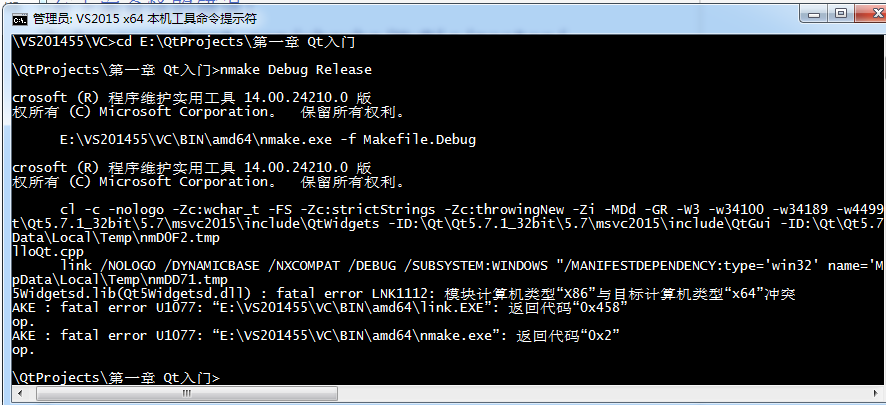 管理员: VS2015 x64 本机工具命令提示符
\VS201455\VC>cd E:\QtProjects\第一章 Qt入门
\QtProjects\第一章 Qt入门>nmake Debug Release
crosoft (R) 程序维护实用工具 14.00.24210.0 版
权所有 (C) Microsoft Corporation。 保留所有权利。
E:\VS201455\VC\BIN\amd64\nmake.exe -f Makefile.Debug
crosoft (R) 程序维护实用工具 14.00.24210.0 版
权所有 (C) Microsoft Corporation。 保留所有权利。
cl -c -nologo -Zc:wchar_t -FS -Zc:strictStrings -Zc:throwingNew -Zi -MDd -GR -W3 -w34100 -w34189 -w4499
t\Qt5.7.1_32bit\5.7\msvc2015\include\QtWidgets -ID:\Qt\Qt5.7.1_32bit\5.7\msvc2015\include\QtGui -ID:\Qt\Qt5.7
Data\Local\Temp\nmD0F2.tmp
lloQt.cpp
link /NOLOGO /DYNAMICBASE /NXCOMPAT /DEBUG /SUBSYSTEM:WINDOWS "/MANIFESTDEPENDENCY:type='win32' name='M
pData\Local\Temp\nmDD71.tmp
5Widgetsd.lib(Qt5Widgetsd.dll) : fatal error LNK1112: 模块计算机类型“X86”与目标计算机类型“x64”冲突
AKE : fatal error U1077: “E:\VS201455\VC\BIN\amd64\link.EXE”: 返回代码“0x458”
op.
AKE : fatal error U1077: “E:\VS201455\VC\BIN\amd64\nmake.exe”: 返回代码“0x2”
op.
\QtProjects\第一章 Qt入门>